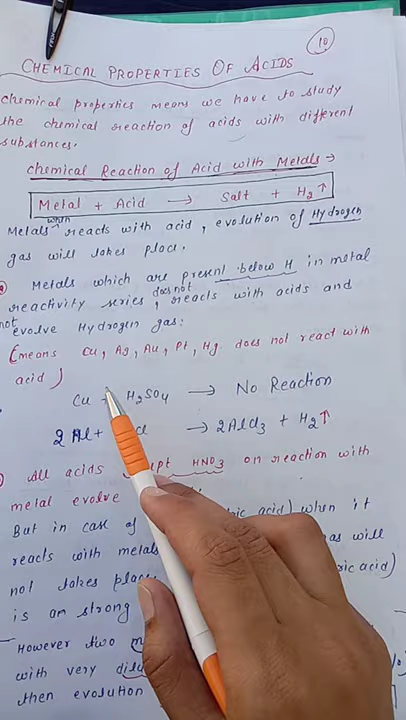 10
CHEMICAL PROPERTIES OF ACIDS
chemical properties means we have to study
the chemical reaction of acids with different
substances.
chemical Reaction of Acid with Metals →
Metal + Acid → Salt + H₂ ↑
Metals when reacts with acid, evolution of Hydrogen
gas will takes place.
Metals which are present below H in metal
reactivity series, does not reacts with acids and
not evolve Hydrogen gas:
(means Cu, Ag, Au, Pt, Hg does not react with
acid)
Cu + H₂SO₄ → No Reaction
2Al + → 2AlCl₃ + H₂↑
All acids HNO₃ on reaction with
metal evolve
But in case of acid) when it
reacts with metals will
not takes place acid)
is an strong
However two
with very
then evolution